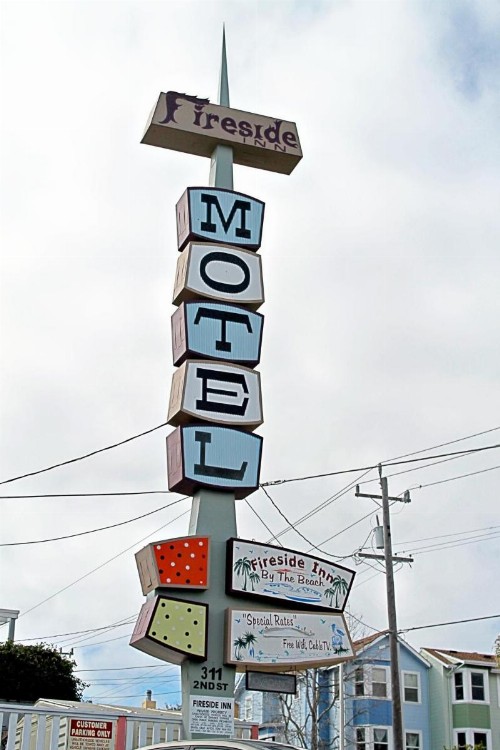 Fireside
INN
M
O
T
E
L
Fireside Inn
By The Beach
"Special Rates"
Free Wifi, Cable T.V.
311
2ND ST
FIRESIDE INN
CUSTOMER
PARKING ONLY